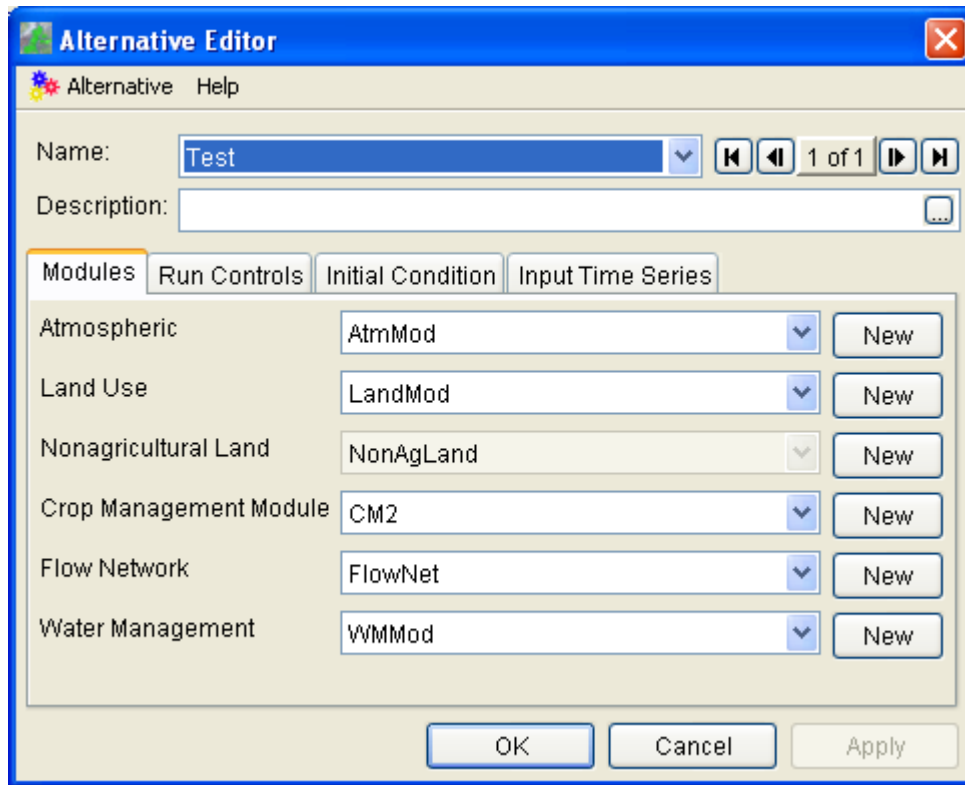 Alternative Editor
Alternative Help
Name: Test 1 of 1
Description: ...
Modules Run Controls Initial Condition Input Time Series
Atmospheric AtmMod New
Land Use LandMod New
Nonagricultural Land NonAgLand New
Crop Management Module CM2 New
Flow Network FlowNet New
Water Management WMMod New
OK Cancel Apply